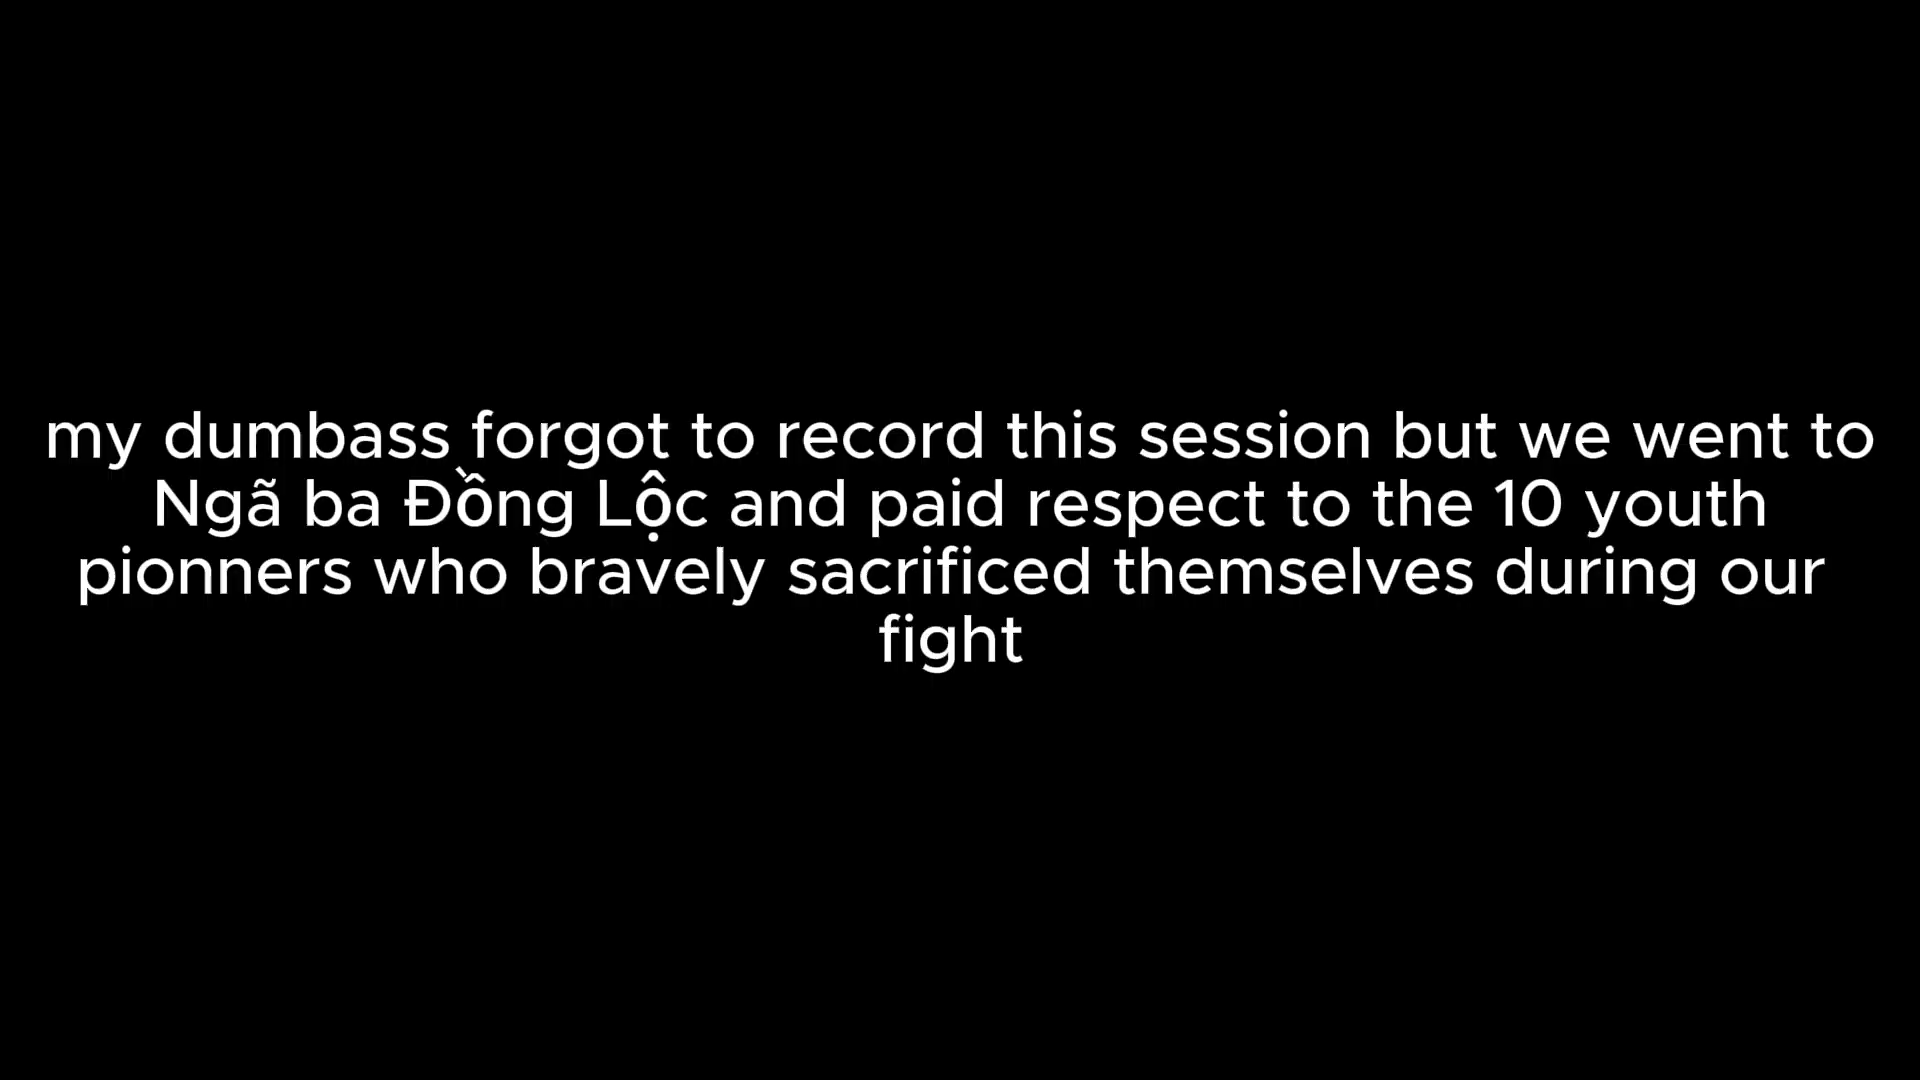 my dumbass forgot to record this session but we went to
Ngã ba Đồng Lộc and paid respect to the 10 youth
pionners who bravely sacrificed themselves during our
fight